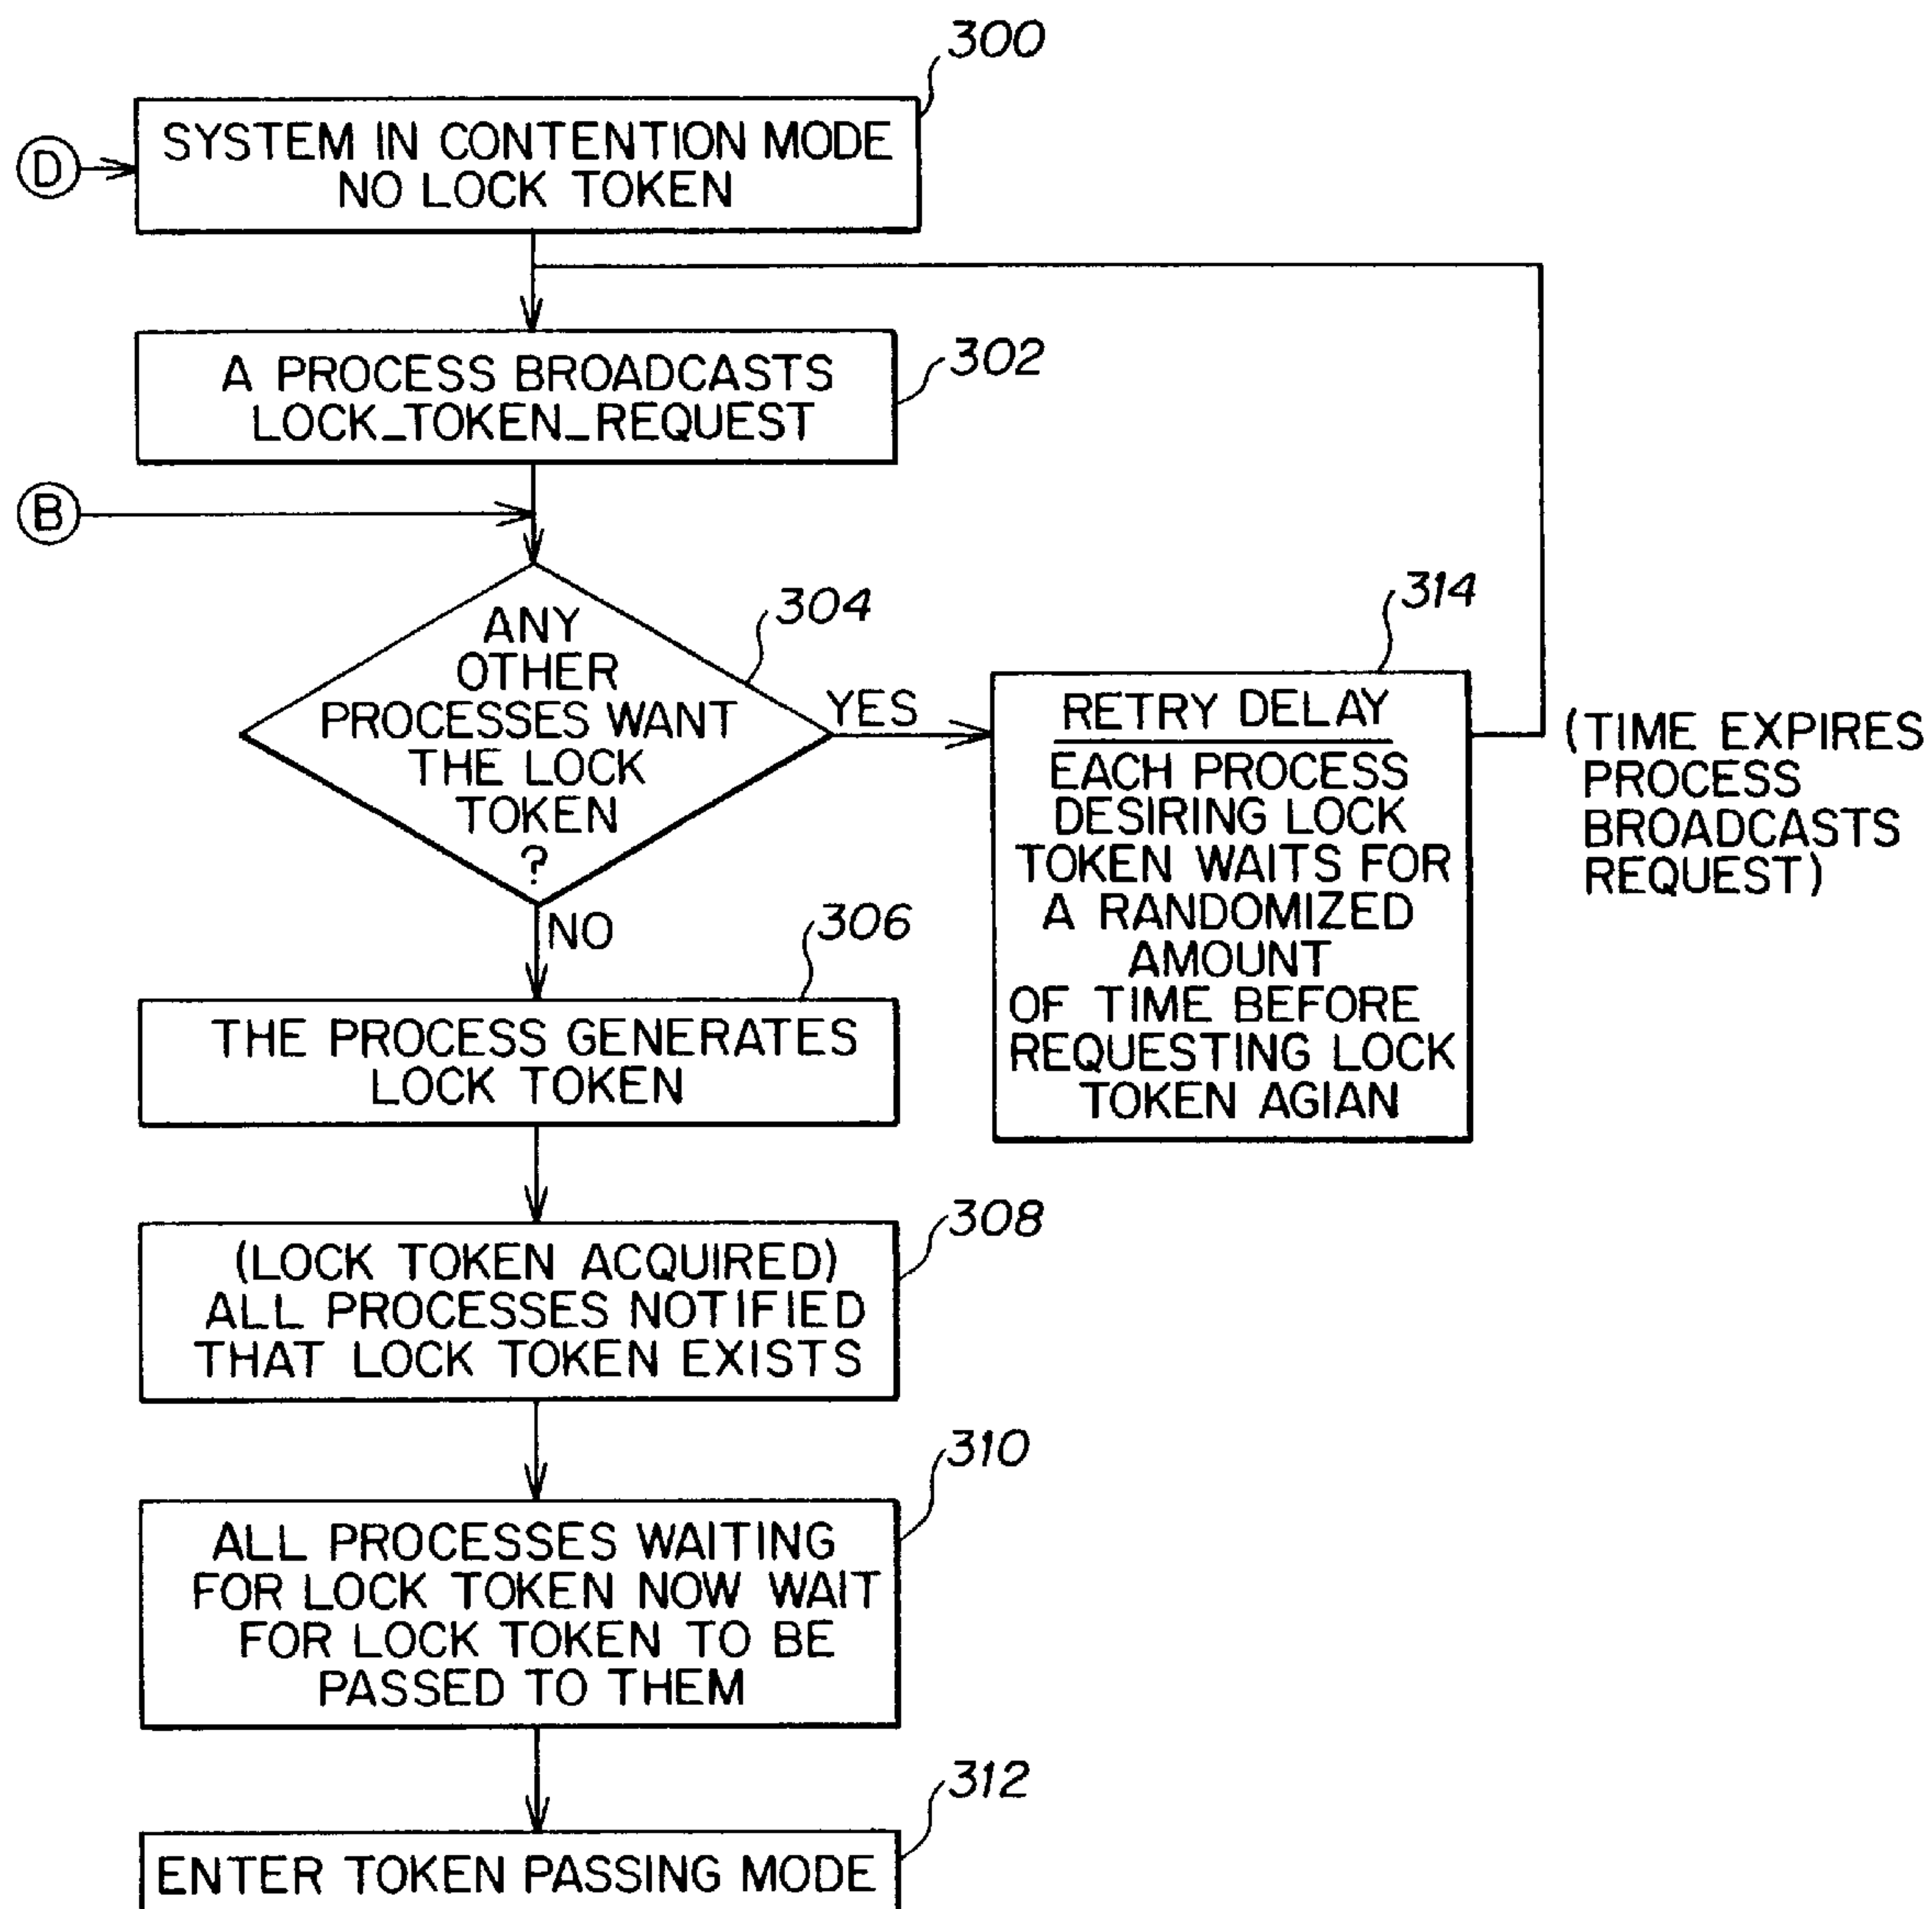 300
D
SYSTEM IN CONTENTION MODE
NO LOCK TOKEN
302
A PROCESS BROADCASTS
LOCK_TOKEN_REQUEST
B
304
ANY
OTHER
PROCESSES WANT
THE LOCK
TOKEN
?
YES
NO
314
RETRY DELAY
EACH PROCESS
DESIRING LOCK
TOKEN WAITS FOR
A RANDOMIZED
AMOUNT
OF TIME BEFORE
REQUESTING LOCK
TOKEN AGIAN
(TIME EXPIRES
PROCESS
BROADCASTS
REQUEST)
306
THE PROCESS GENERATES
LOCK TOKEN
308
(LOCK TOKEN ACQUIRED)
ALL PROCESSES NOTIFIED
THAT LOCK TOKEN EXISTS
310
ALL PROCESSES WAITING
FOR LOCK TOKEN NOW WAIT
FOR LOCK TOKEN TO BE
PASSED TO THEM
312
ENTER TOKEN PASSING MODE